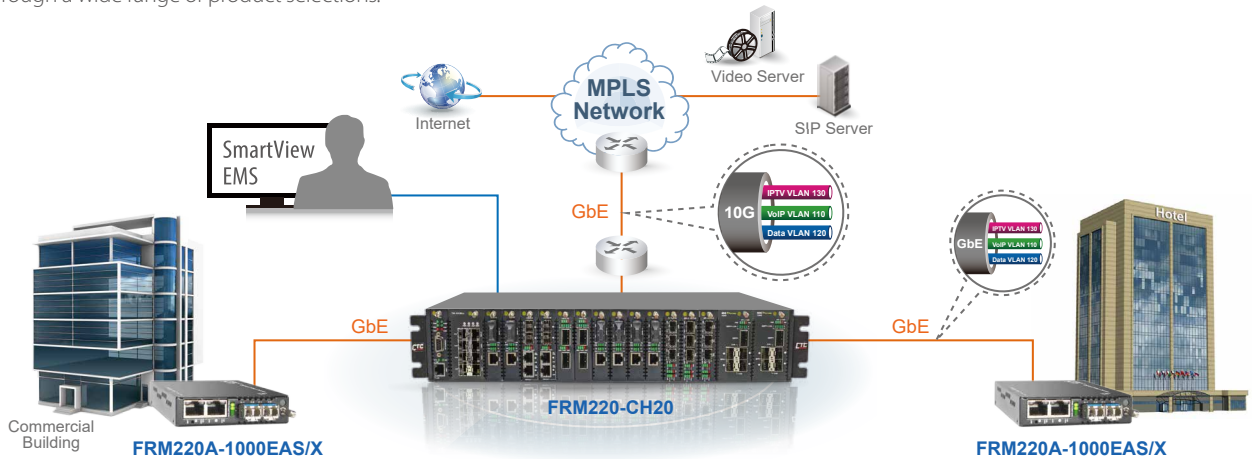 rough a wide range of product selections.
Video Server
MPLS
Network
Internet
SIP Server
SmartView
EMS
GbE
10G
IPTV VLAN 130
VoIP VLAN 110
Data VLAN 120
Hotel
GbE
IPTV VLAN 130
VoIP VLAN 110
Data VLAN 120
GbE
GbE
CTC
CTC
FRM220-CH20
Commercial
Building
FRM220A-1000EAS/X
FRM220A-1000EAS/X